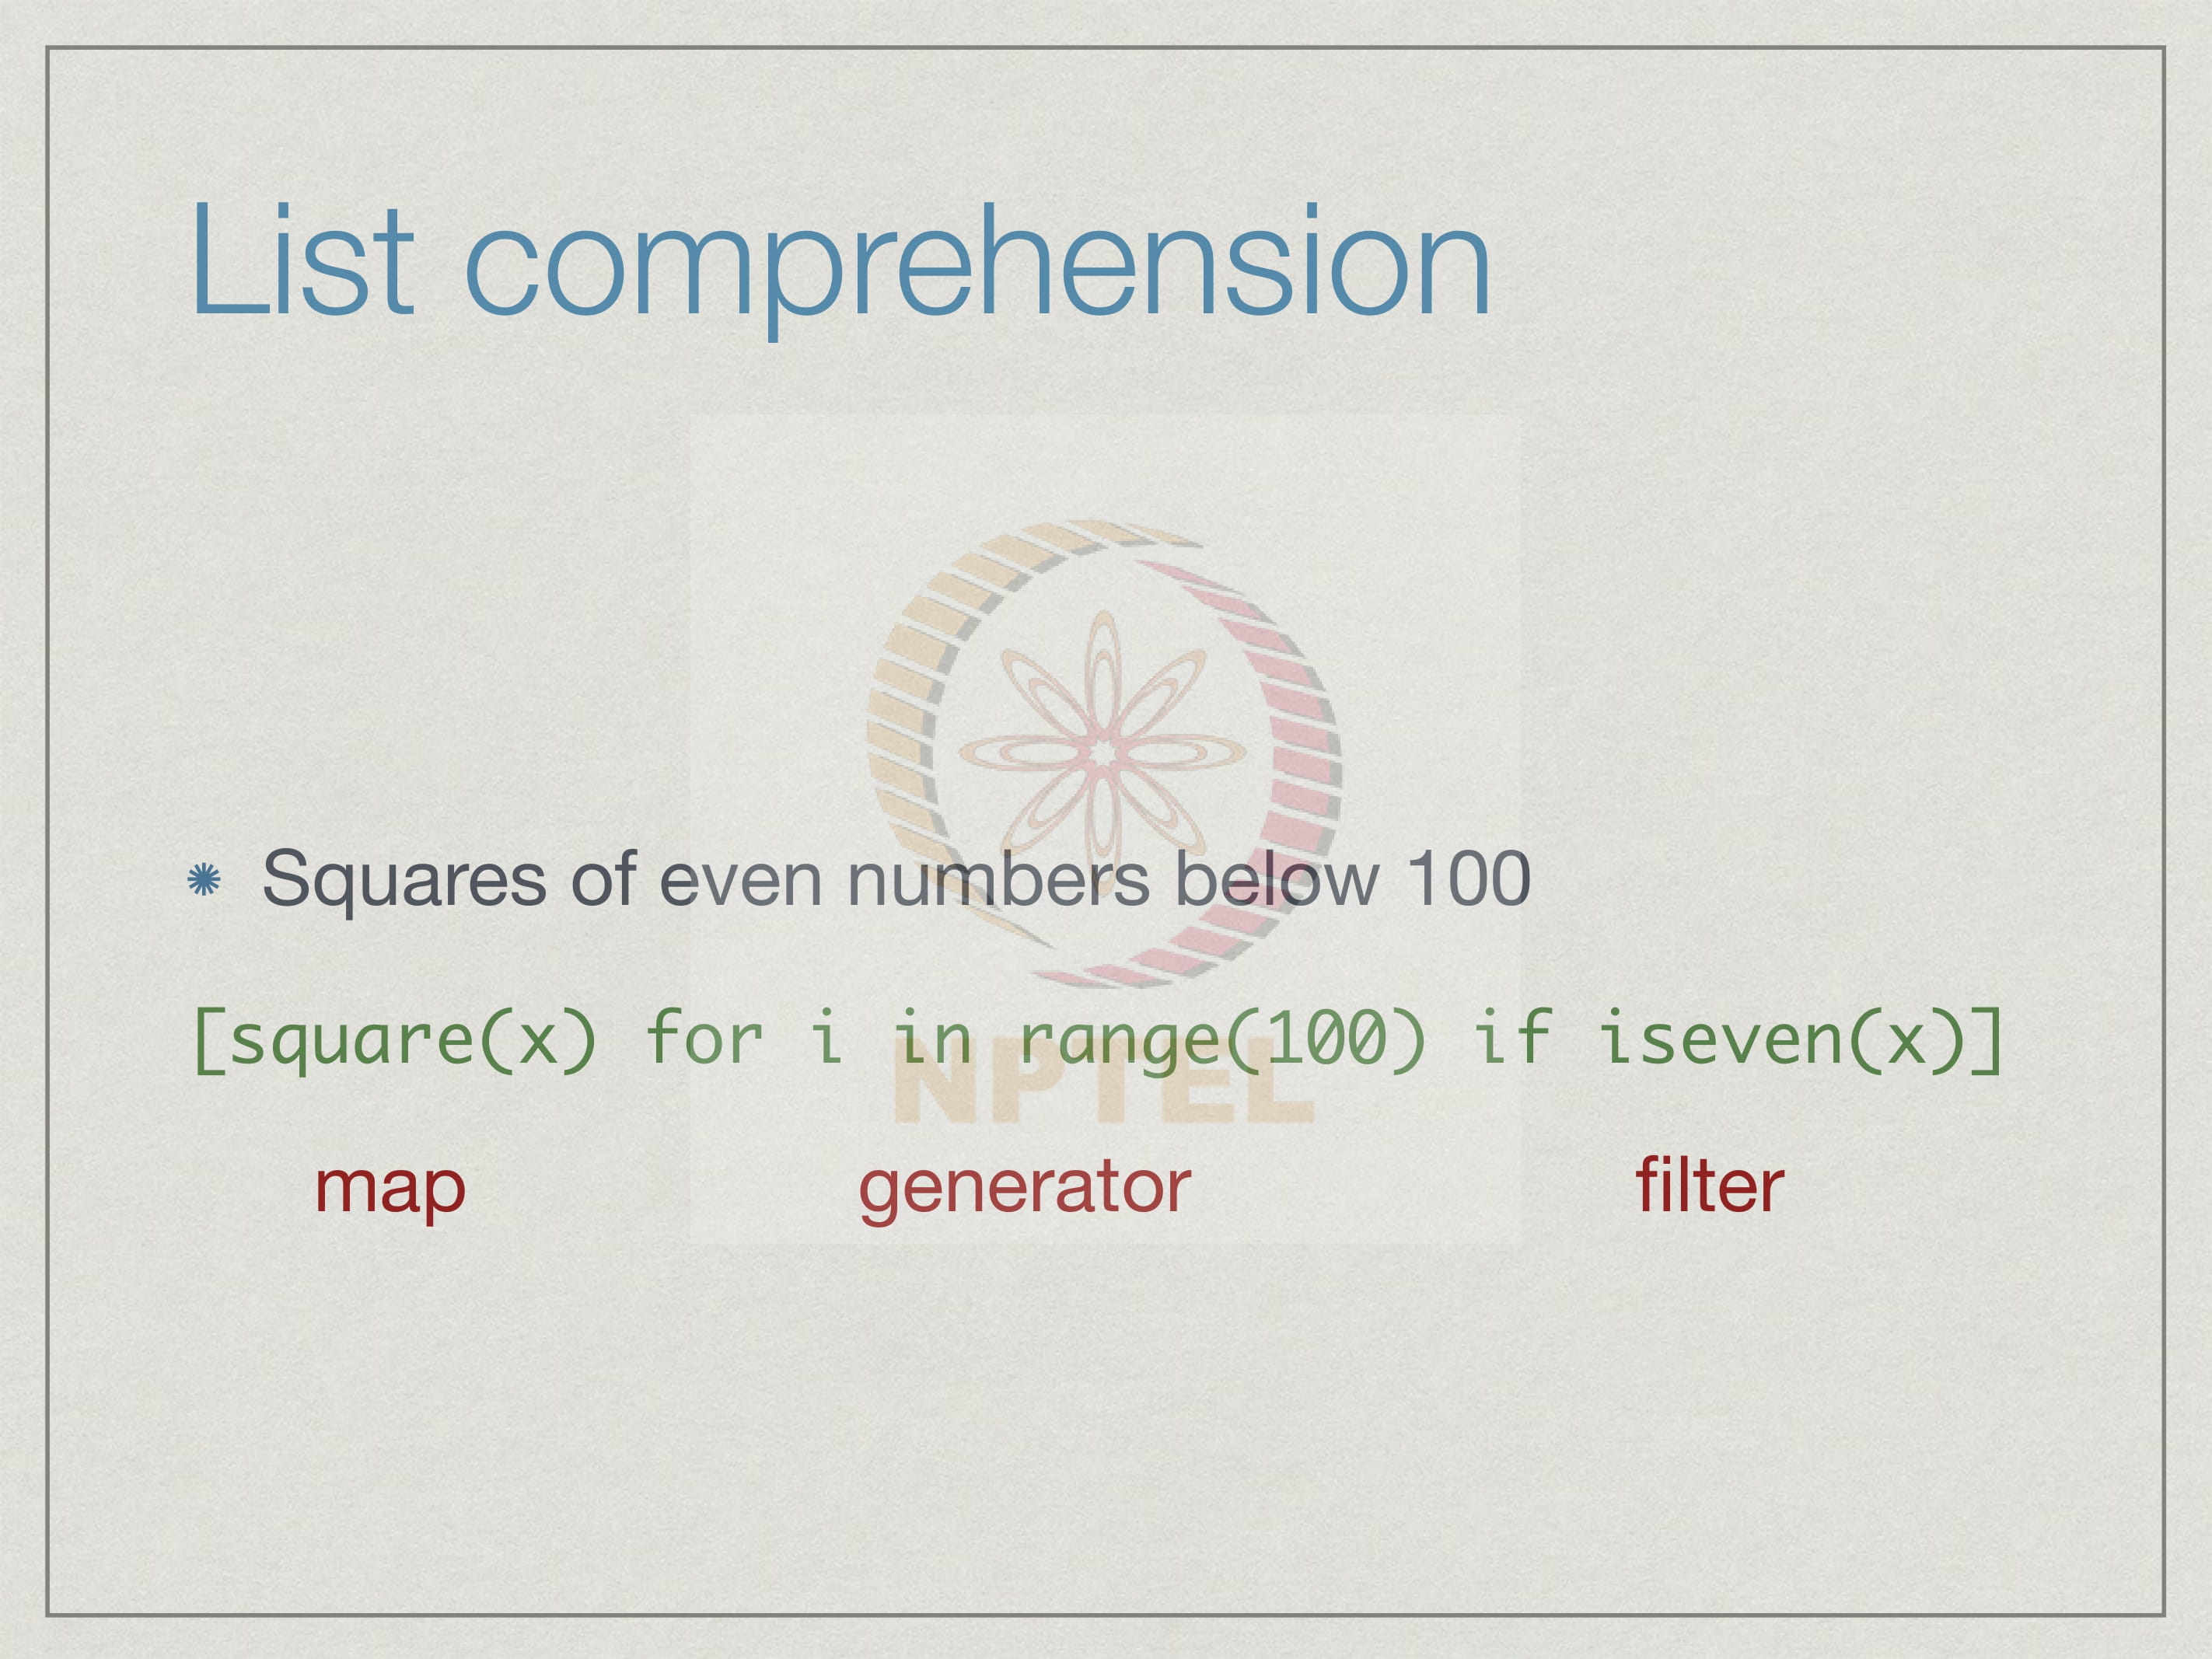 List comprehension
Squares of even numbers below 100
[square(x) for i in range(100) if iseven(x)]
NPTEL
map generator filter